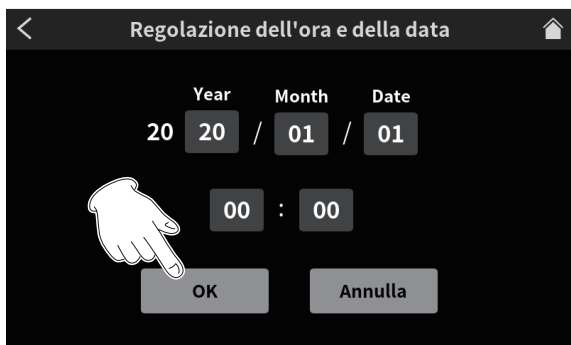 Regolazione dell'ora e della data
Year Month Date
20 20 / 01 / 01
00 : 00
OK Annulla